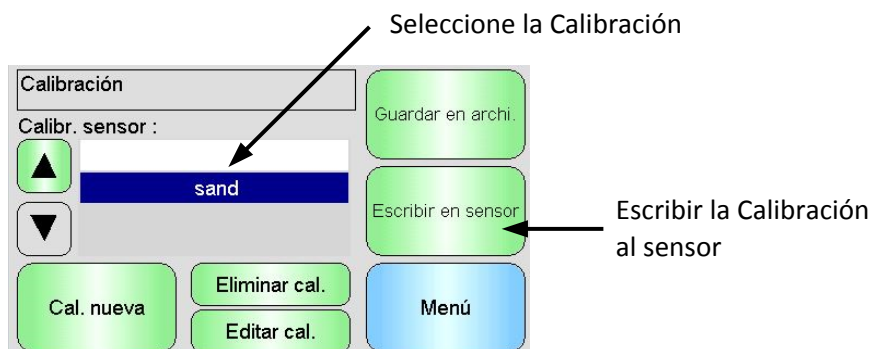 Seleccione la Calibración
Calibración
Calibr. sensor :
sand
Guardar en archi.
Escribir en sensor
Escribir la Calibración
al sensor
Cal. nueva
Eliminar cal.
Editar cal.
Menú